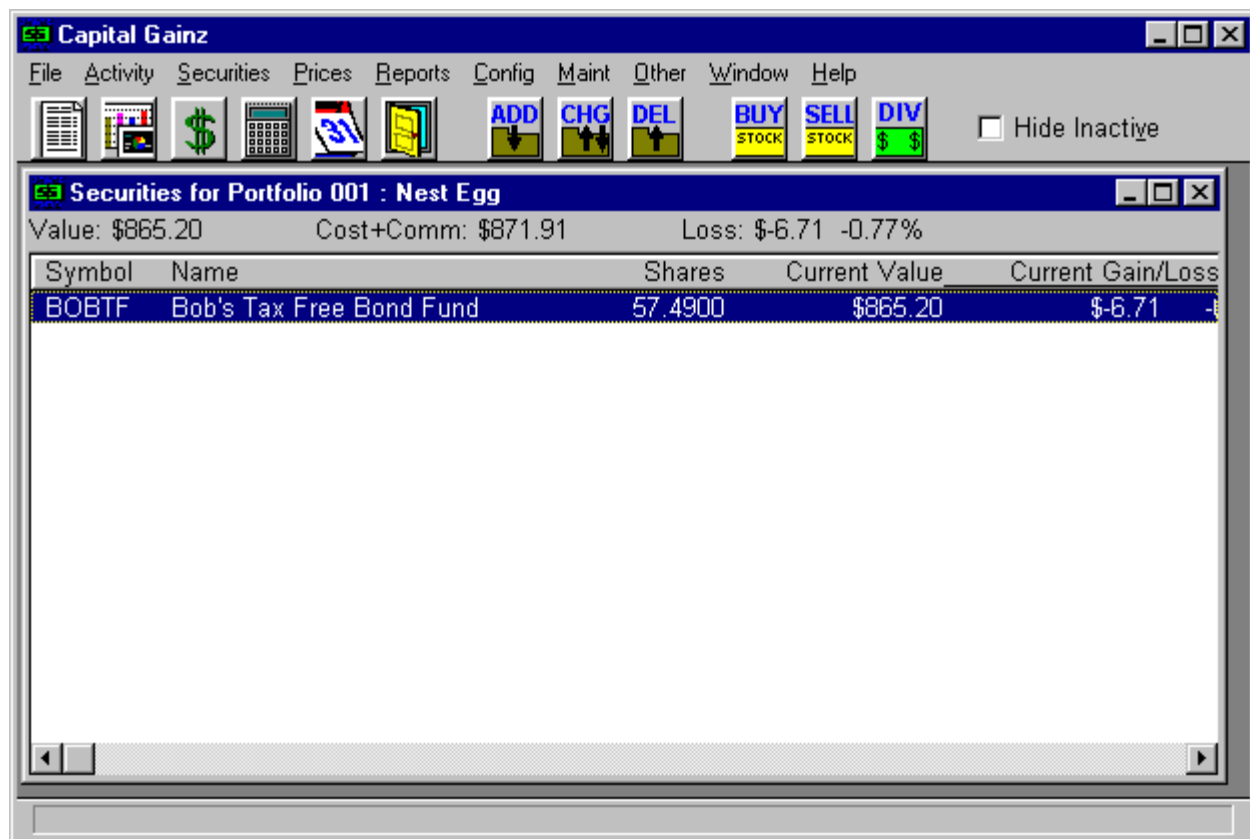 Capital Gainz
File Activity Securities Prices Reports Config Maint Other Window Help
31 ADD CHG DEL BUY STOCK SELL STOCK DIV $ $ Hide Inactive
Securities for Portfolio 001 : Nest Egg
Value: $865.20 Cost+Comm: $871.91 Loss: $-6.71 -0.77%
Symbol Name Shares Current Value Current Gain/Loss
BOBTF Bob's Tax Free Bond Fund 57.4900 $865.20 $-6.71